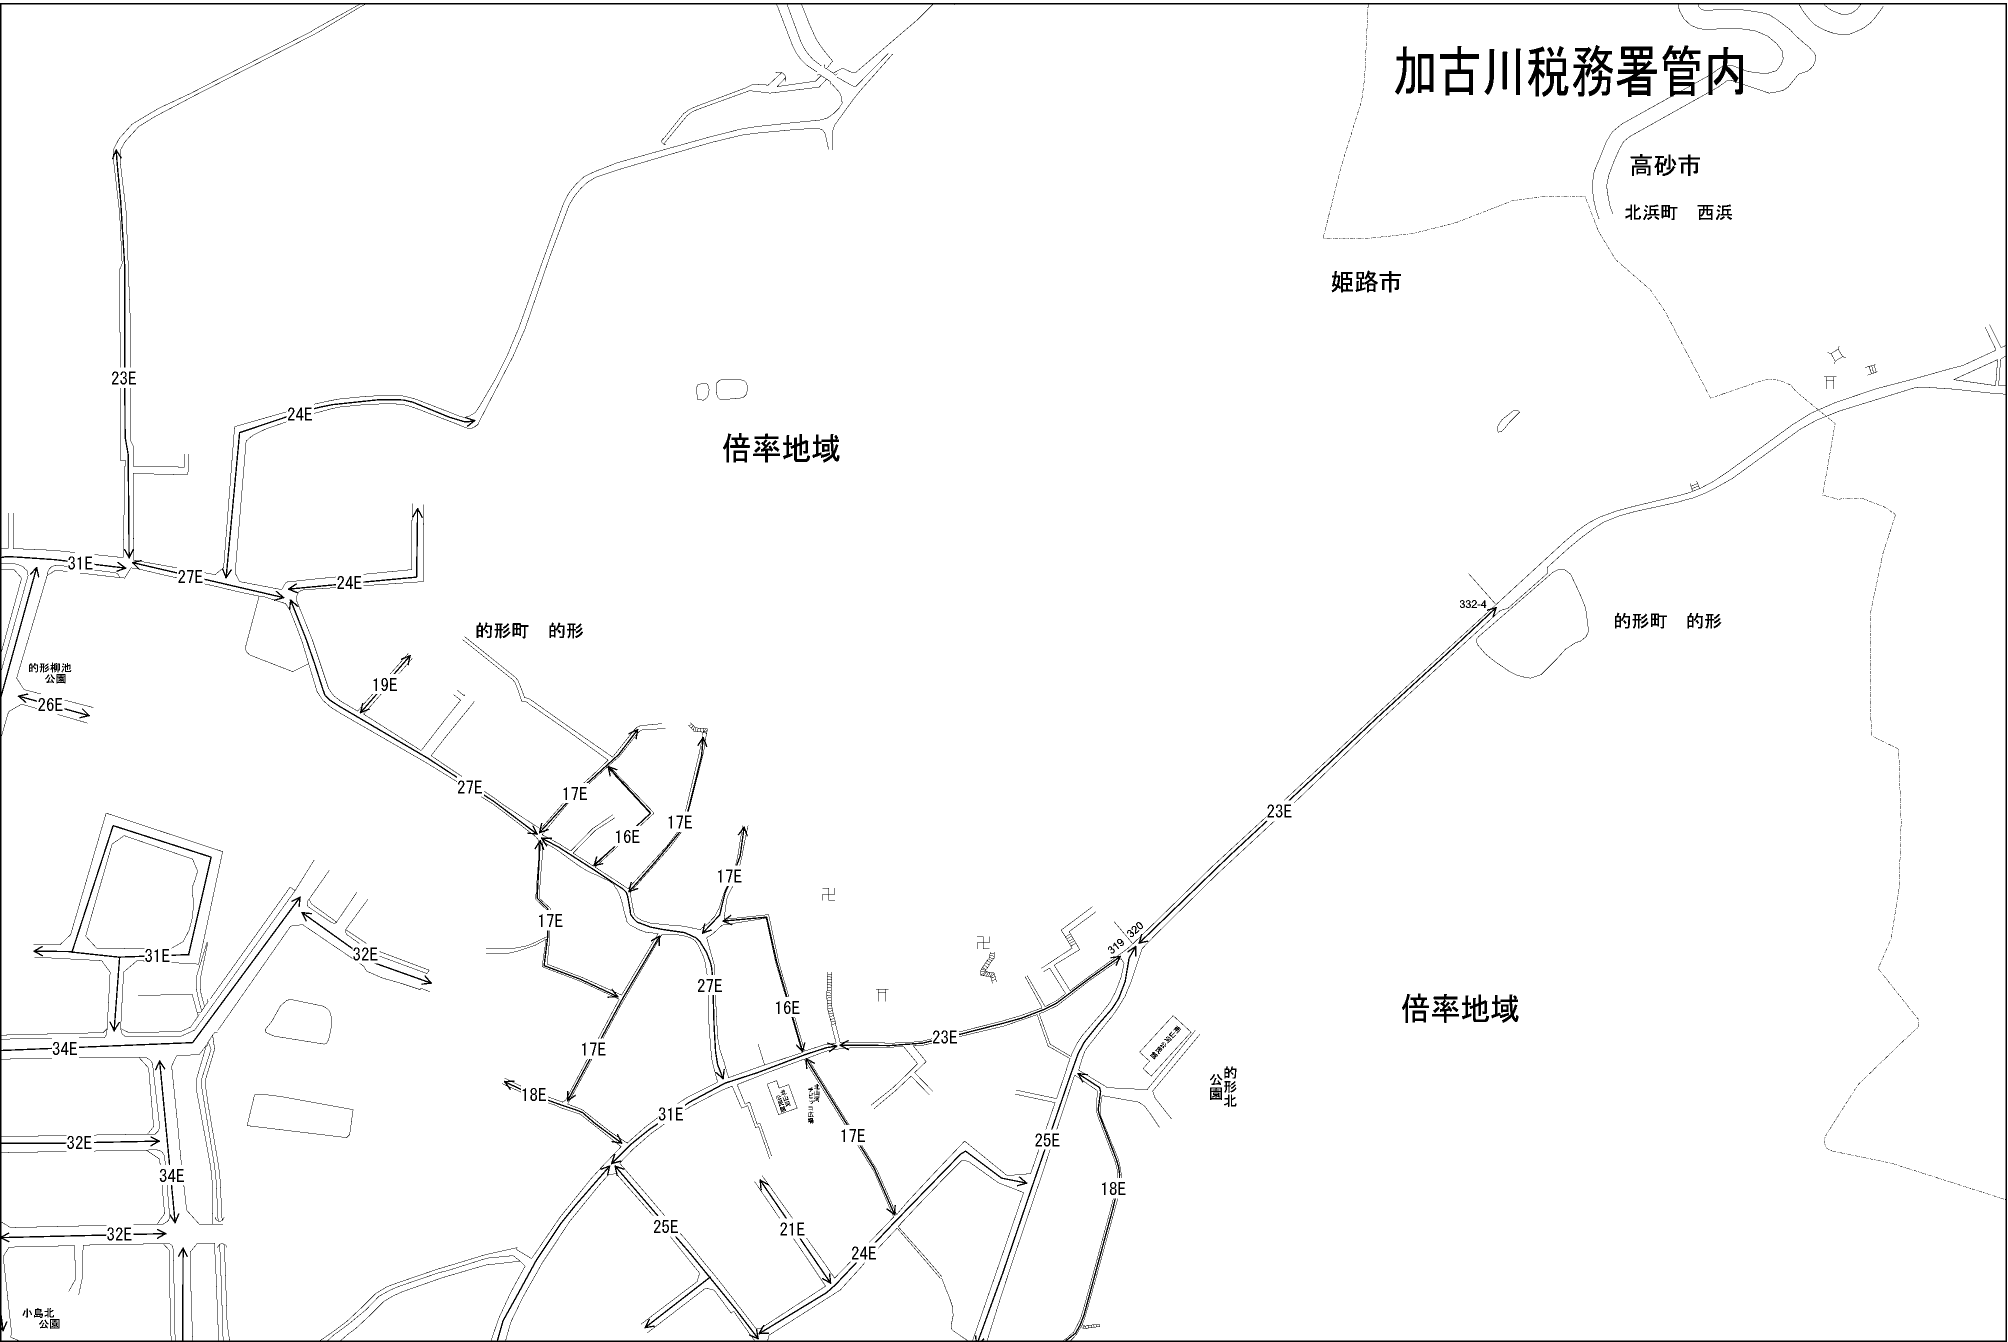 加古川税務署管内
高砂市
北浜町　西浜
姫路市
23E
24E
倍率地域
31E
27E
24E
332-4
的形町　的形
的形町　的形
的形柳池
公園
19E
26E
27E
17E
23E
16E
17E
17E
17E
319
320
31E
32E
27E
16E
倍率地域
23E
34E
17E
的形北
公園
18E
31E
17E
25E
32E
34E
18E
25E
21E
32E
24E
小島北
公園